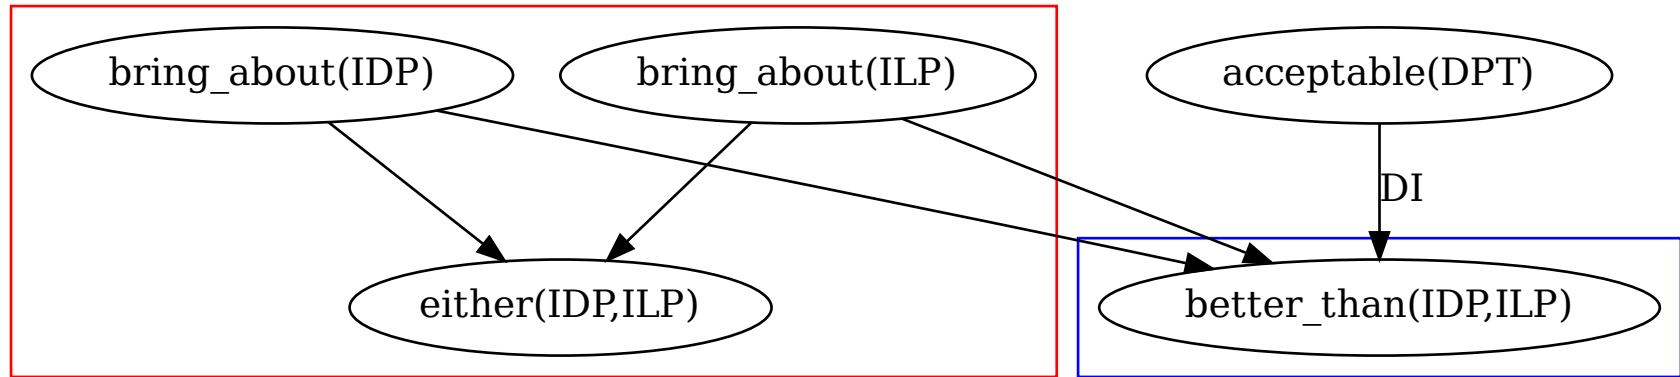 bring_about(IDP)
bring_about(ILP)
acceptable(DPT)
DI
either(IDP,ILP)
better_than(IDP,ILP)